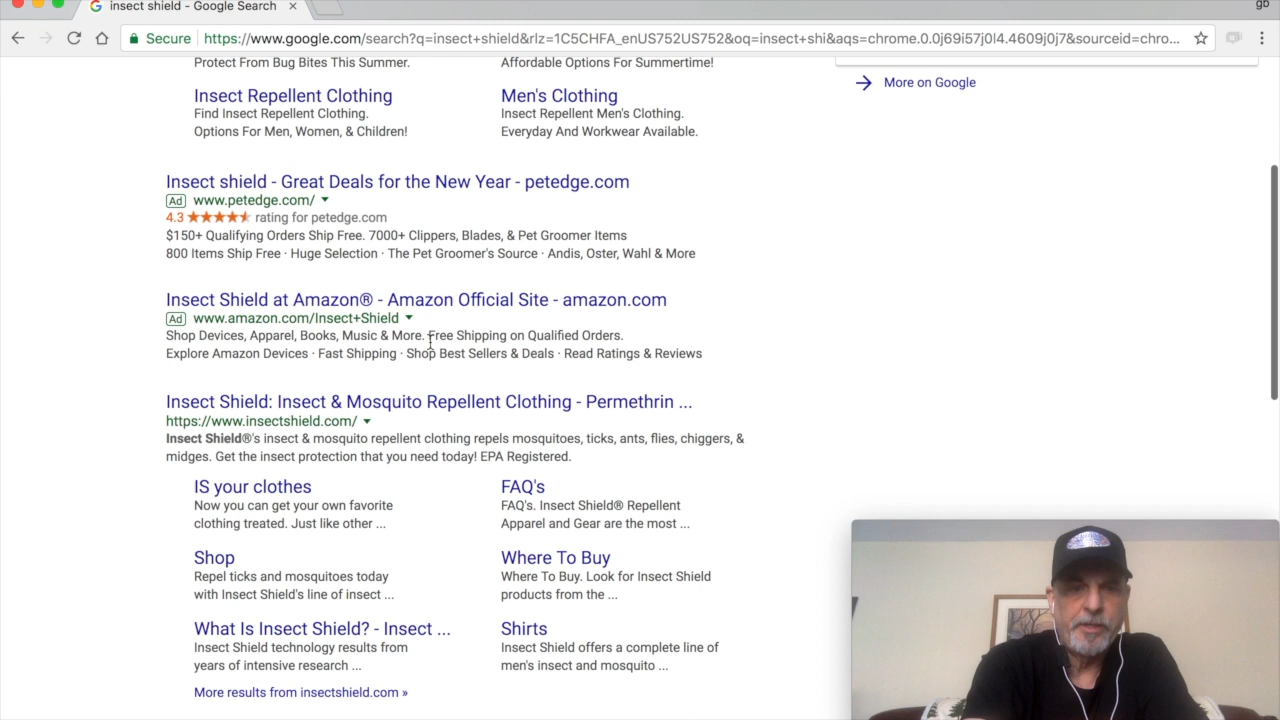 insect shield - Google Search
gb
Secure
https://www.google.com/search?q=insect+shield&rlz=1C5CHFA_enUS752US752&oq=insect+shi&aqs=chrome.0.0j69i57j0l4.4609j0j7&sourceid=chro...
Protect From Bug Bites This Summer.
Affordable Options For Summertime!
More on Google
Insect Repellent Clothing
Men's Clothing
Find Insect Repellent Clothing.
Insect Repellent Men's Clothing.
Options For Men, Women, & Children!
Everyday And Workwear Available.
Insect shield - Great Deals for the New Year - petedge.com
Ad www.petedge.com/
4.3 rating for petedge.com
$150+ Qualifying Orders Ship Free. 7000+ Clippers, Blades, & Pet Groomer Items
800 Items Ship Free · Huge Selection · The Pet Groomer's Source · Andis, Oster, Wahl & More
Insect Shield at Amazon® - Amazon Official Site - amazon.com
Ad www.amazon.com/Insect+Shield
Shop Devices, Apparel, Books, Music & More. Free Shipping on Qualified Orders.
Explore Amazon Devices · Fast Shipping · Shop Best Sellers & Deals · Read Ratings & Reviews
Insect Shield: Insect & Mosquito Repellent Clothing - Permethrin ...
https://www.insectshield.com/
Insect Shield®'s insect & mosquito repellent clothing repels mosquitoes, ticks, ants, flies, chiggers, &
midges. Get the insect protection that you need today! EPA Registered.
IS your clothes
FAQ's
Now you can get your own favorite
FAQ's. Insect Shield® Repellent
clothing treated. Just like other ...
Apparel and Gear are the most ...
Shop
Where To Buy
Repel ticks and mosquitoes today
Where To Buy. Look for Insect Shield
with Insect Shield's line of insect ...
products from the ...
What Is Insect Shield? - Insect ...
Shirts
Insect Shield technology results from
Insect Shield offers a complete line of
years of intensive research ...
men's insect and mosquito ...
More results from insectshield.com »